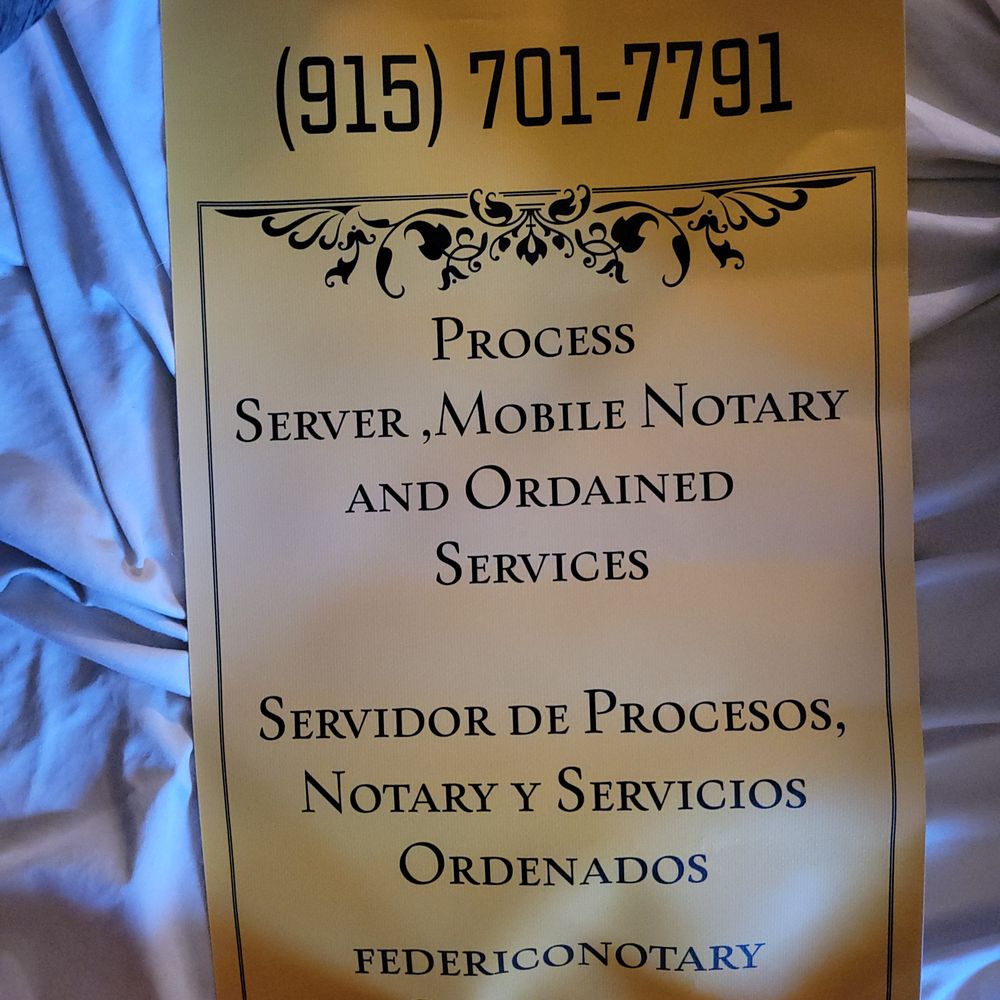 (915) 701-7791
Process
Server ,Mobile Notary
and Ordained
Services
Servidor de Procesos,
Notary y Servicios
Ordenados
federiconotary